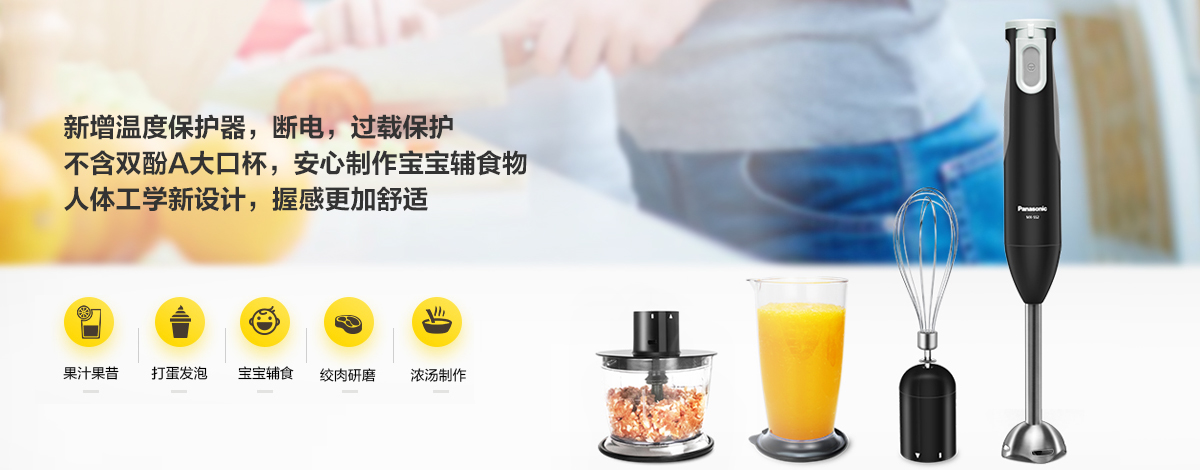 新增温度保护器，断电，过载保护
不含双酚A大口杯，安心制作宝宝辅食物
人体工学新设计，握感更加舒适
果汁果昔
打蛋发泡
宝宝辅食
绞肉研磨
浓汤制作
Panasonic